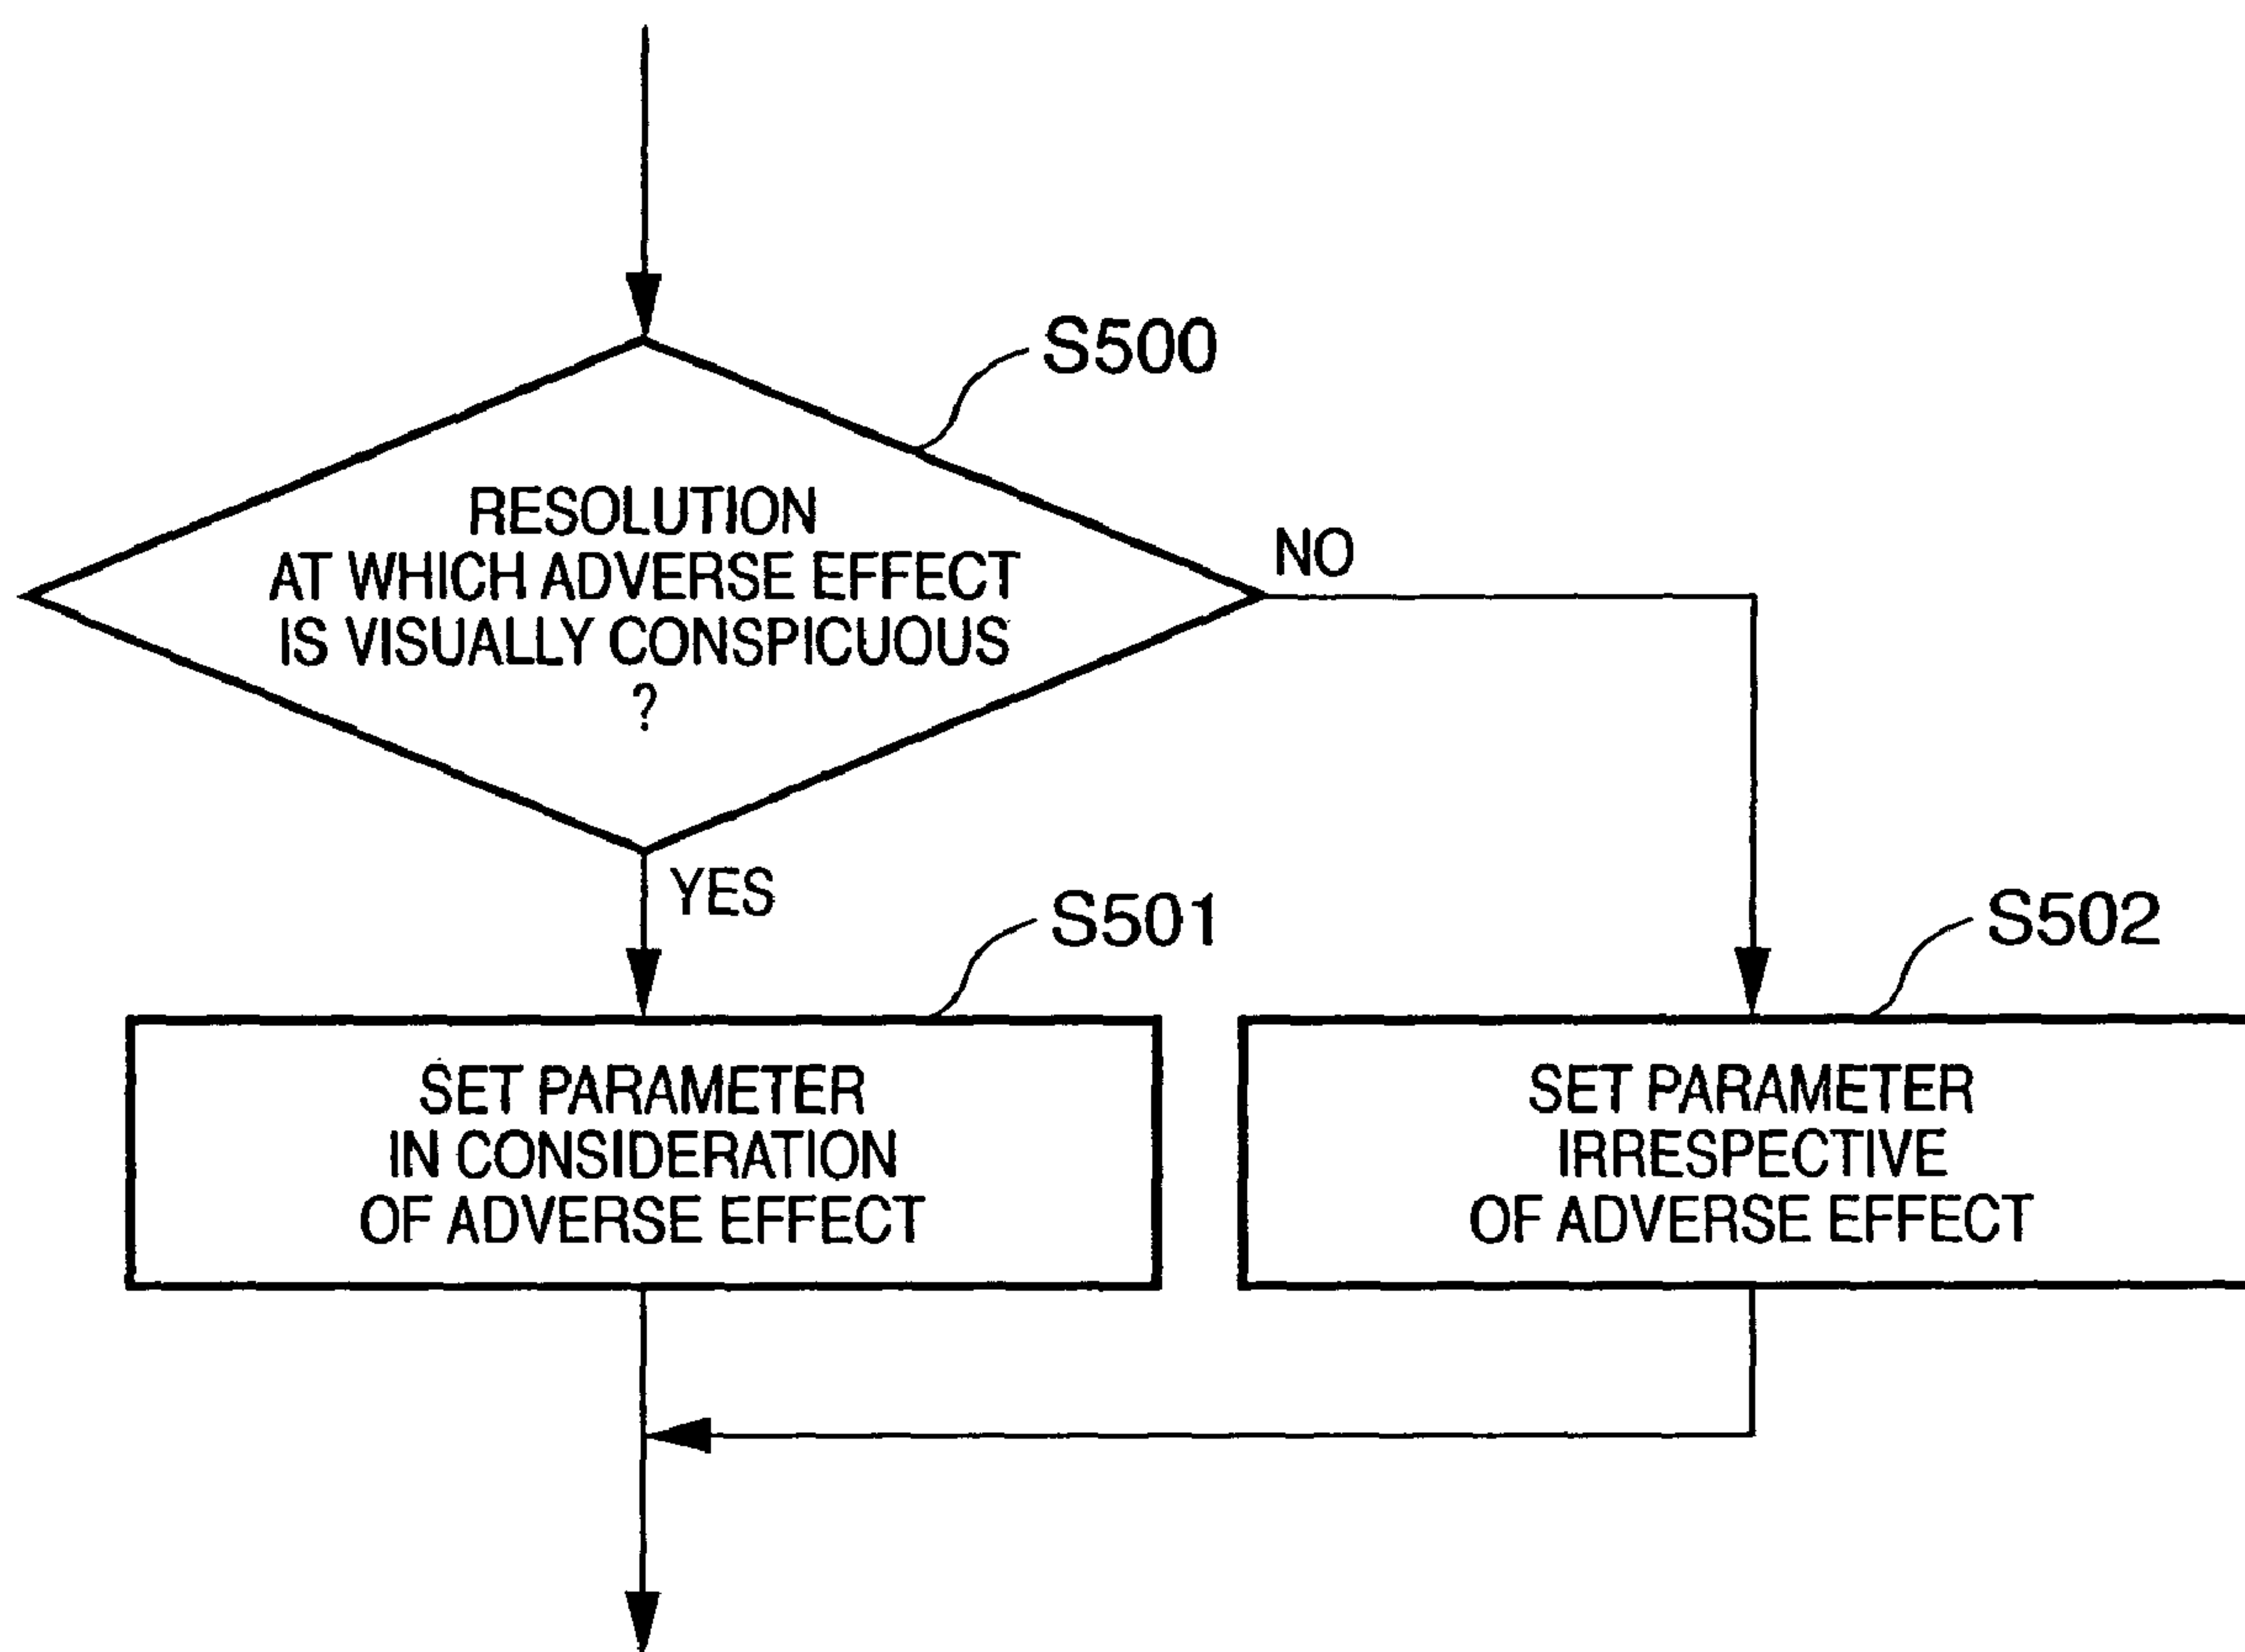 S500
RESOLUTION
AT WHICH ADVERSE EFFECT
IS VISUALLY CONSPICUOUS
?
NO
YES
S501
SET PARAMETER
IN CONSIDERATION
OF ADVERSE EFFECT
S502
SET PARAMETER
IRRESPECTIVE
OF ADVERSE EFFECT